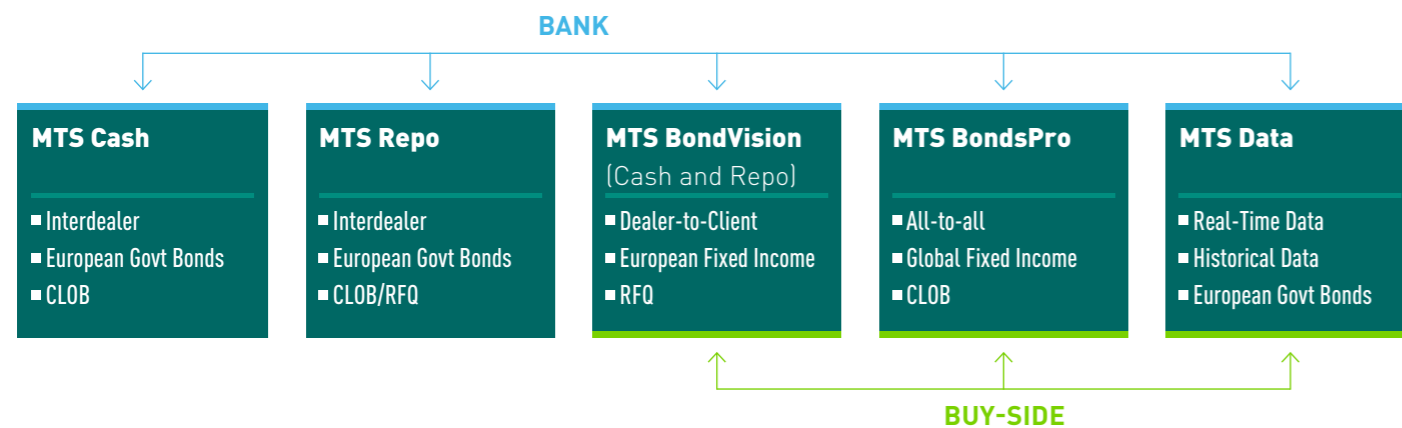 BANK
MTS Cash
Interdealer
European Govt Bonds
CLOB
MTS Repo
Interdealer
European Govt Bonds
CLOB/RFQ
MTS BondVision
(Cash and Repo)
Dealer-to-Client
European Fixed Income
RFQ
MTS BondsPro
All-to-all
Global Fixed Income
CLOB
MTS Data
Real-Time Data
Historical Data
European Govt Bonds
BUY-SIDE